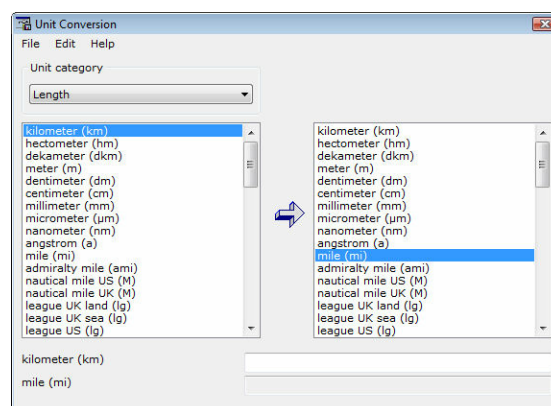 Unit Conversion
File Edit Help
Unit category
Length
kilometer (km)
hectometer (hm)
dekameter (dkm)
meter (m)
dentimeter (dm)
centimeter (cm)
millimeter (mm)
micrometer (µm)
nanometer (nm)
angstrom (a)
mile (mi)
admiralty mile (ami)
nautical mile US (M)
nautical mile UK (M)
league UK land (lg)
league UK sea (lg)
league US (lg)
kilometer (km)
hectometer (hm)
dekameter (dkm)
meter (m)
dentimeter (dm)
centimeter (cm)
millimeter (mm)
micrometer (µm)
nanometer (nm)
angstrom (a)
mile (mi)
admiralty mile (ami)
nautical mile US (M)
nautical mile UK (M)
league UK land (lg)
league UK sea (lg)
league US (lg)
kilometer (km)
mile (mi)